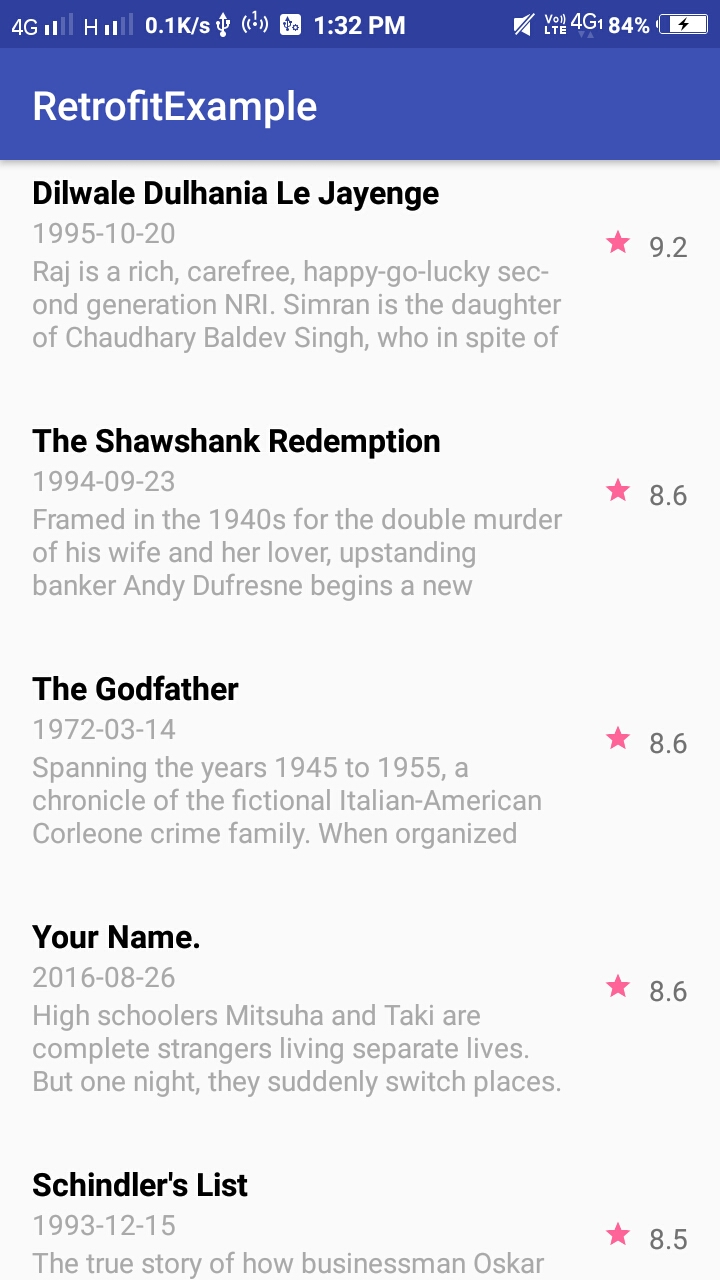 4G H 0.1K/s 1:32 PM Vo)) LTE 4G1 84%
RetrofitExample
Dilwale Dulhania Le Jayenge
1995-10-20
9.2
Raj is a rich, carefree, happy-go-lucky sec-
ond generation NRI. Simran is the daughter
of Chaudhary Baldev Singh, who in spite of
The Shawshank Redemption
1994-09-23
8.6
Framed in the 1940s for the double murder
of his wife and her lover, upstanding
banker Andy Dufresne begins a new
The Godfather
1972-03-14
8.6
Spanning the years 1945 to 1955, a
chronicle of the fictional Italian-American
Corleone crime family. When organized
Your Name.
2016-08-26
8.6
High schoolers Mitsuha and Taki are
complete strangers living separate lives.
But one night, they suddenly switch places.
Schindler's List
1993-12-15
8.5
The true story of how businessman Oskar